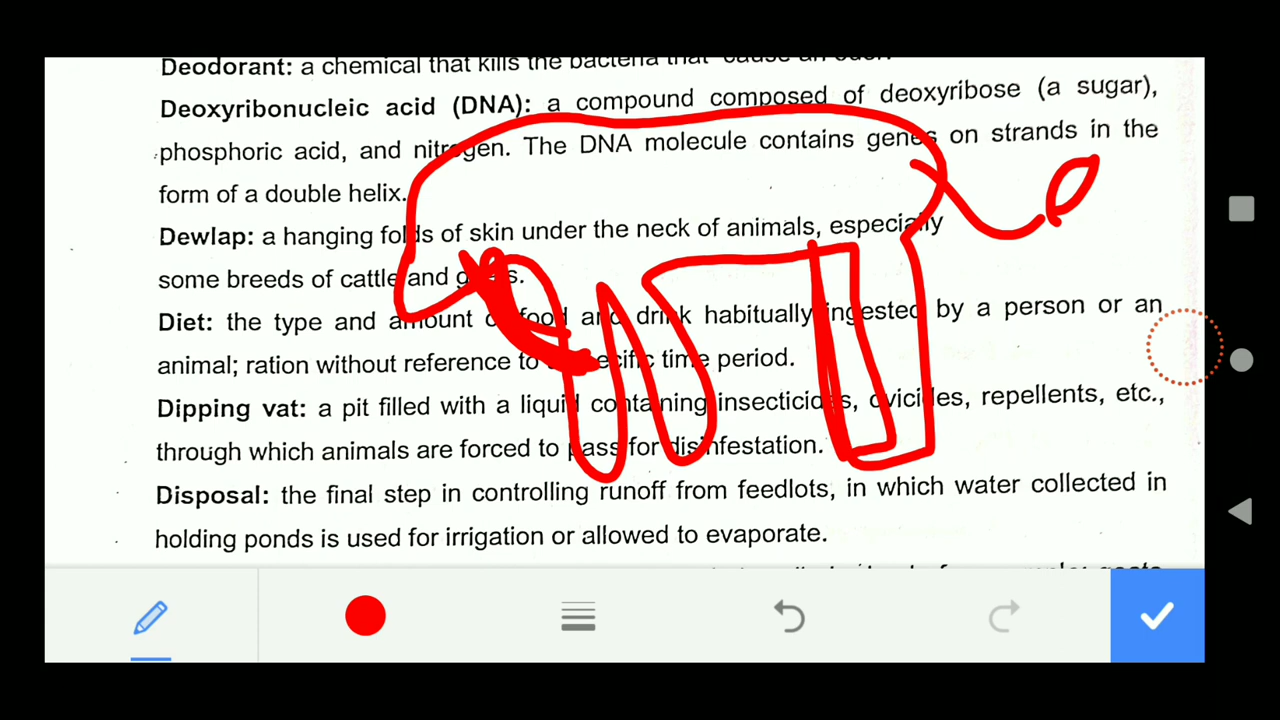 Deodorant: a chemical that kills the bacteria that cause an odor.
Deoxyribonucleic acid (DNA): a compound composed of deoxyribose (a sugar),
phosphoric acid, and nitrogen. The DNA molecule contains genes on strands in the
form of a double helix.
Dewlap: a hanging folds of skin under the neck of animals, especially
some breeds of cattle and
Diet: the type and amount of food and drink habitually ingested by a person or an
animal; ration without reference to a specific time period.
Dipping vat: a pit filled with a liquid containing insecticides, ovicides, repellents, etc.,
through which animals are forced to pass for disinfestation.
Disposal: the final step in controlling runoff from feedlots, in which water collected in
holding ponds is used for irrigation or allowed to evaporate.